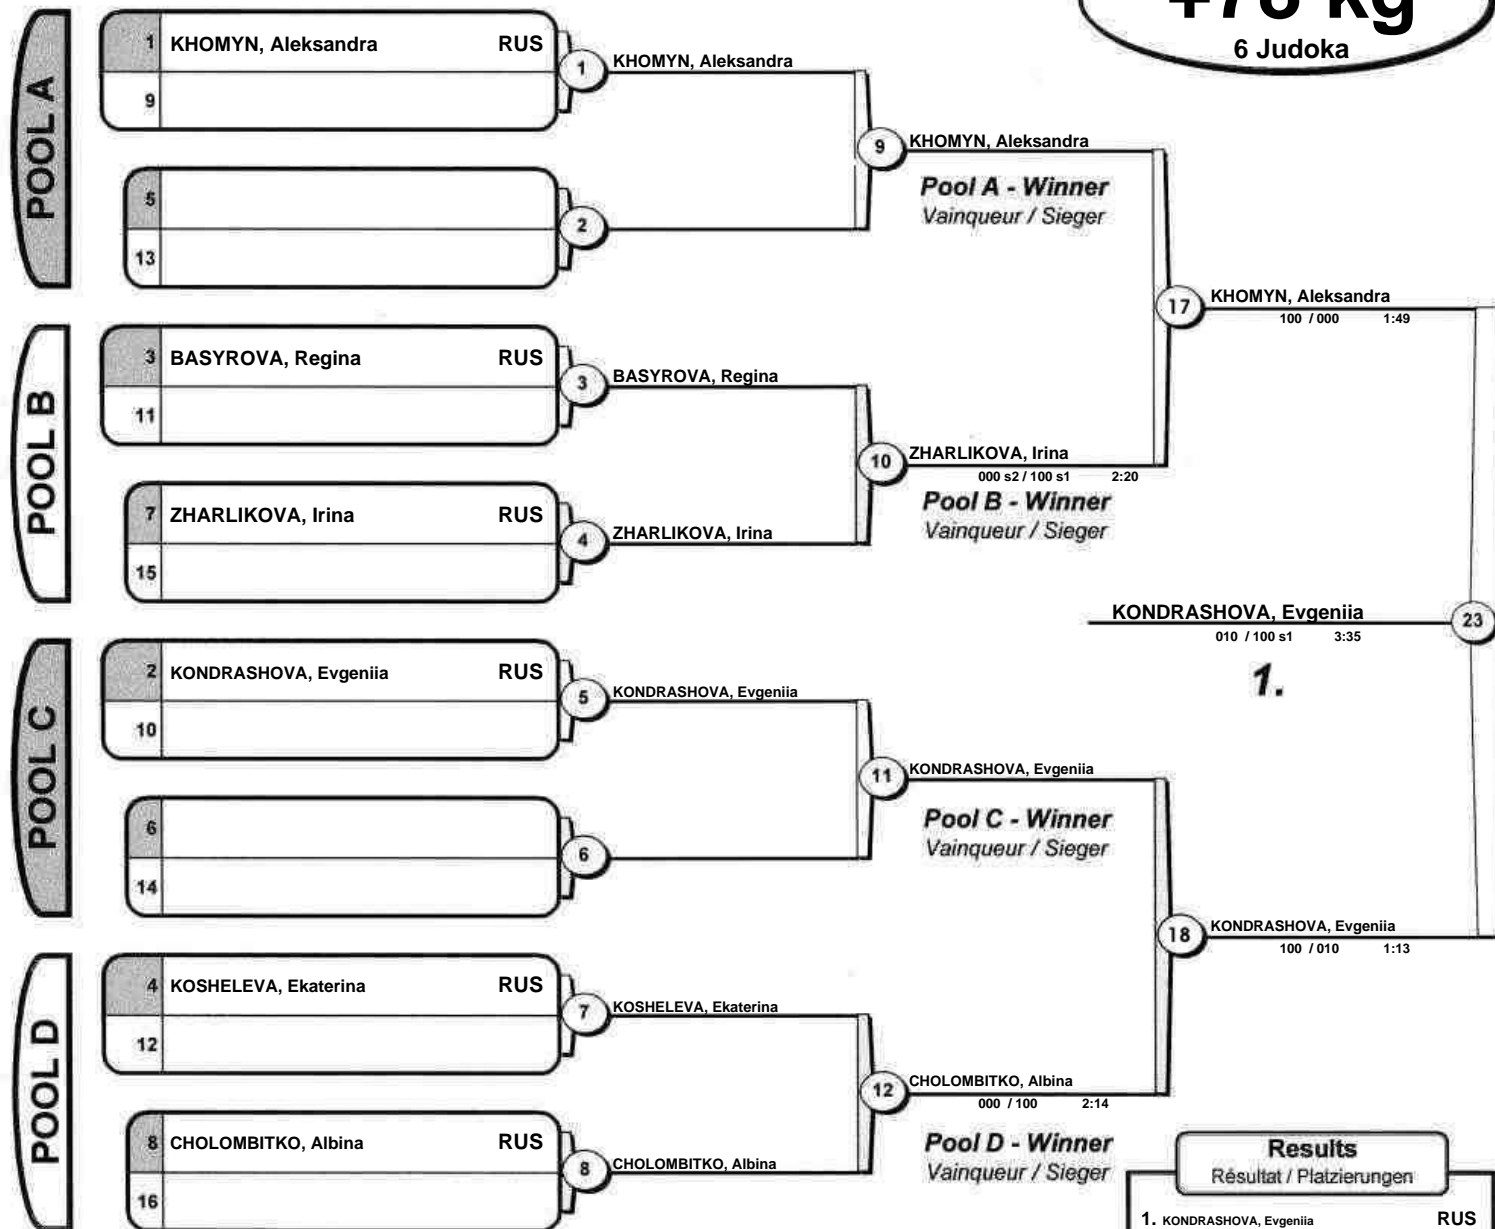 +78 kg
6 Judoka
POOL A
1 KHOMYN, Aleksandra RUS
9
1 KHOMYN, Aleksandra
5
13
2
9 KHOMYN, Aleksandra
Pool A - Winner
Vainqueur / Sieger
POOL B
3 BASYROVA, Regina RUS
11
3 BASYROVA, Regina
7 ZHARLIKOVA, Irina RUS
15
4 ZHARLIKOVA, Irina
10 ZHARLIKOVA, Irina
000 s2 / 100 s1 2:20
Pool B - Winner
Vainqueur / Sieger
17 KHOMYN, Aleksandra
100 / 000 1:49
KONDRASHOVA, Evgeniia 23
010 / 100 s1 3:35
1.
POOL C
2 KONDRASHOVA, Evgeniia RUS
10
5 KONDRASHOVA, Evgeniia
6
14
6
11 KONDRASHOVA, Evgeniia
Pool C - Winner
Vainqueur / Sieger
18 KONDRASHOVA, Evgeniia
100 / 010 1:13
POOL D
4 KOSHELEVA, Ekaterina RUS
12
7 KOSHELEVA, Ekaterina
8 CHOLOMBITKO, Albina RUS
16
8 CHOLOMBITKO, Albina
12 CHOLOMBITKO, Albina
000 / 100 2:14
Pool D - Winner
Vainqueur / Sieger
Results
Résultat / Platzierungen
1. KONDRASHOVA, Evgeniia RUS